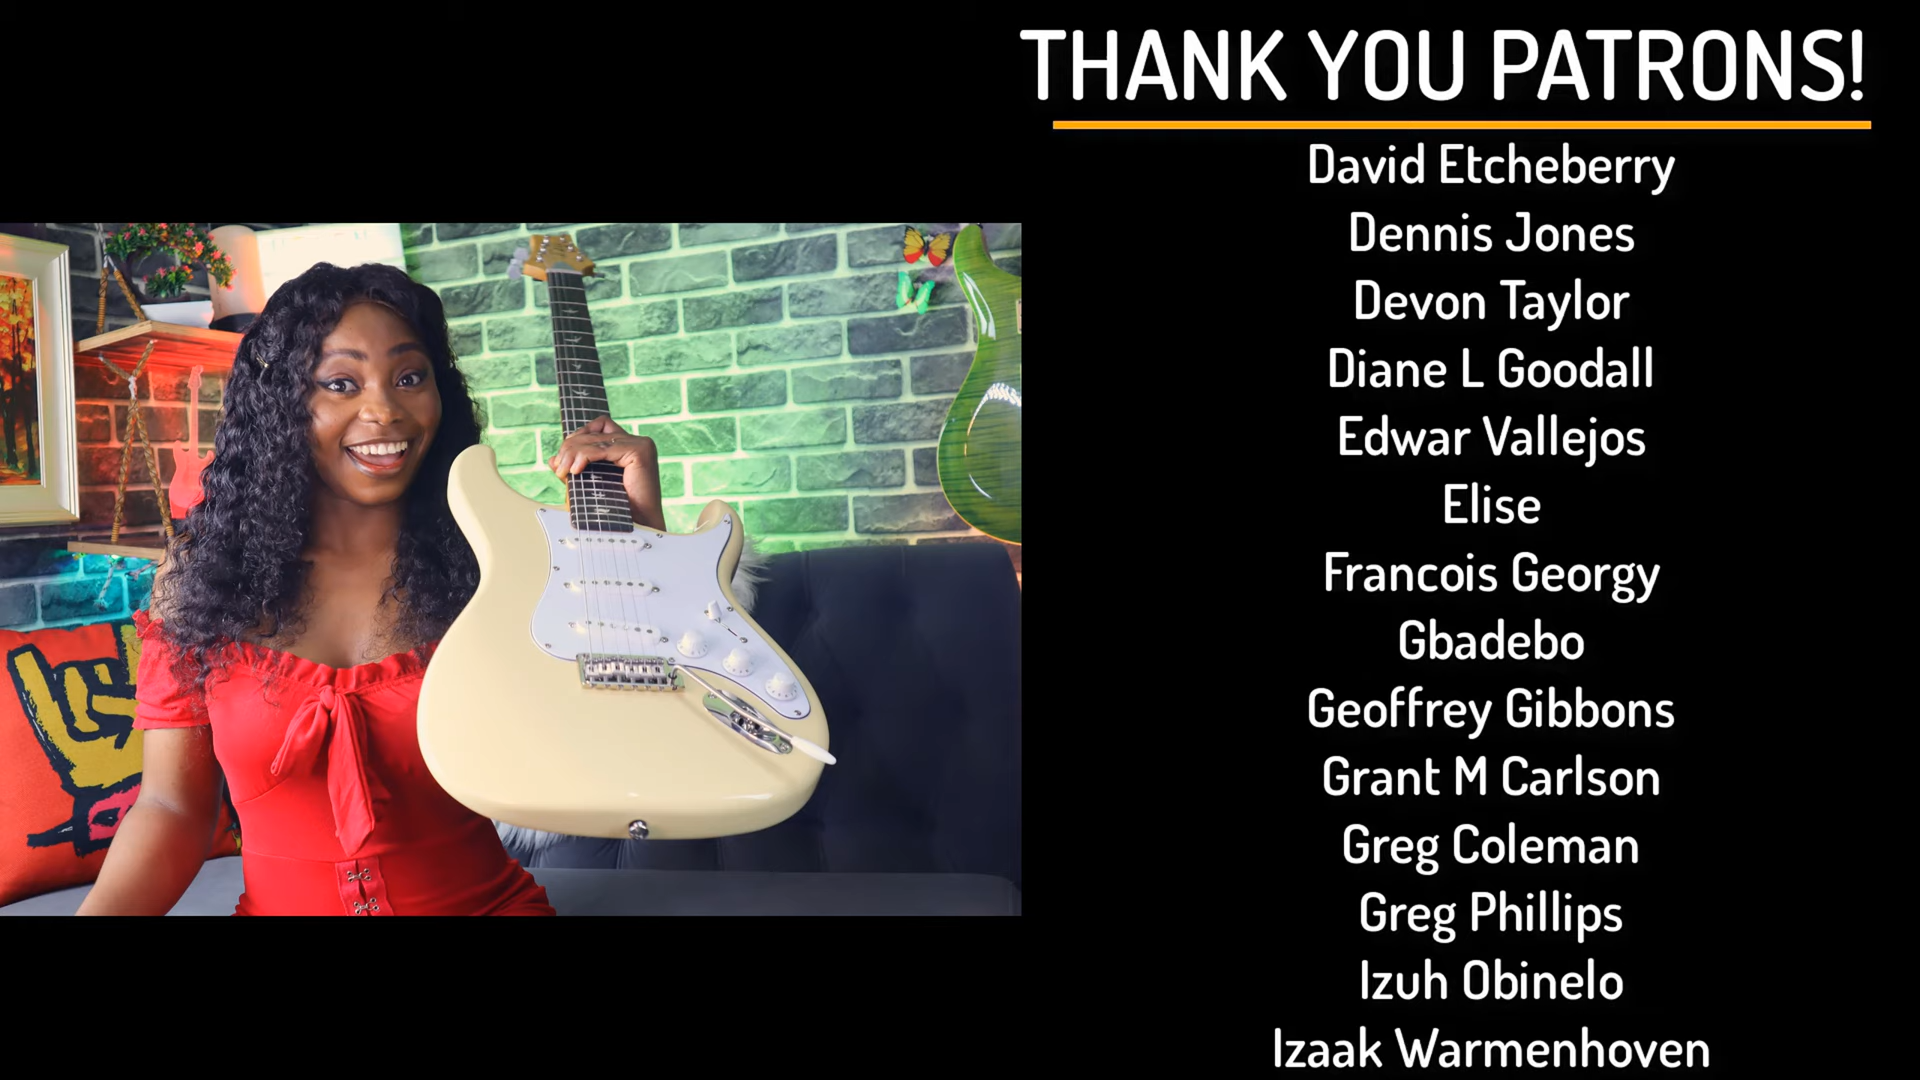 THANK YOU PATRONS!
David Etcheberry
Dennis Jones
Devon Taylor
Diane L Goodall
Edwar Vallejos
Elise
Francois Georgy
Gbadebo
Geoffrey Gibbons
Grant M Carlson
Greg Coleman
Greg Phillips
Izuh Obinelo
Izaak Warmenhoven